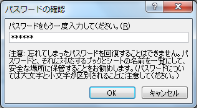 パスワードの確認
パスワードをもう一度入力してください。(R)
******
注意: 忘れてしまったパスワードを回復することはできません。パス
ワードと、それに対応するブックとシートの名前を一覧にして、
安全な場所に保管することをお勧めします。(パスワードについ
ては大文字と小文字が区別されることに注意してください。)
OK
キャンセル